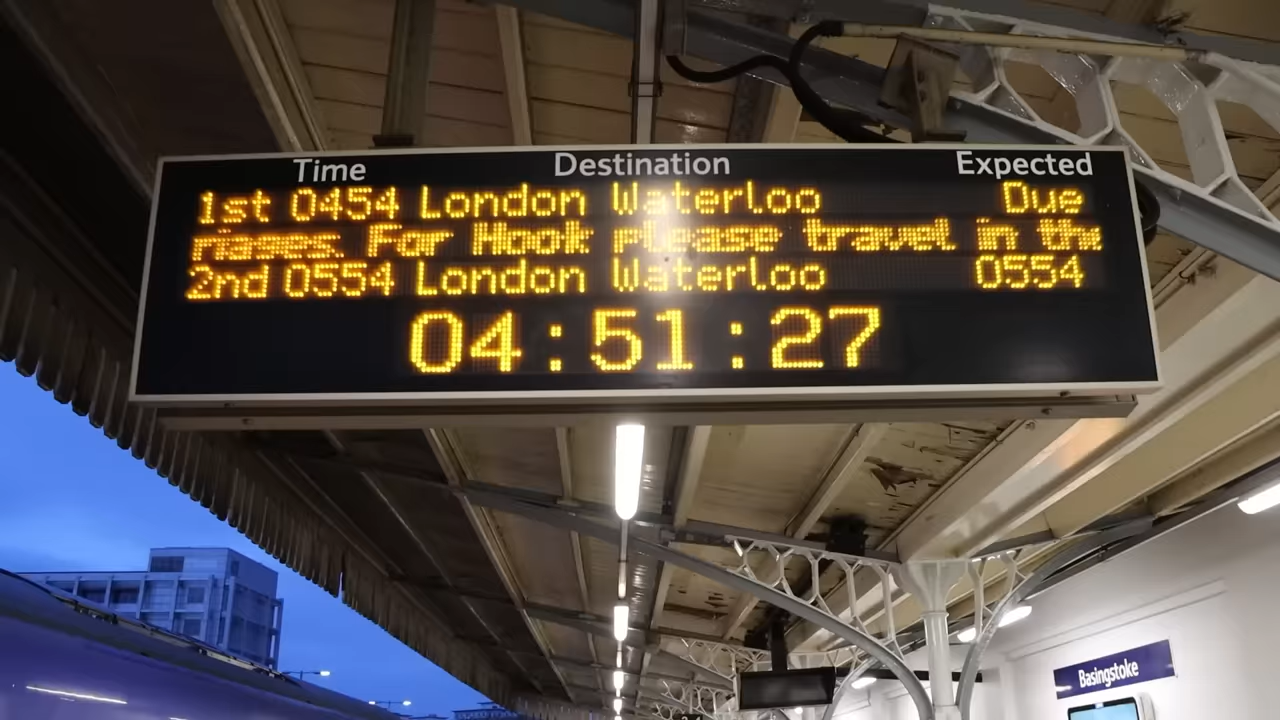 Time Destination Expected
1st 0454 London Waterloo Due
For Hook please travel in the
2nd 0554 London Waterloo 0554
04:51:27
Basingstoke